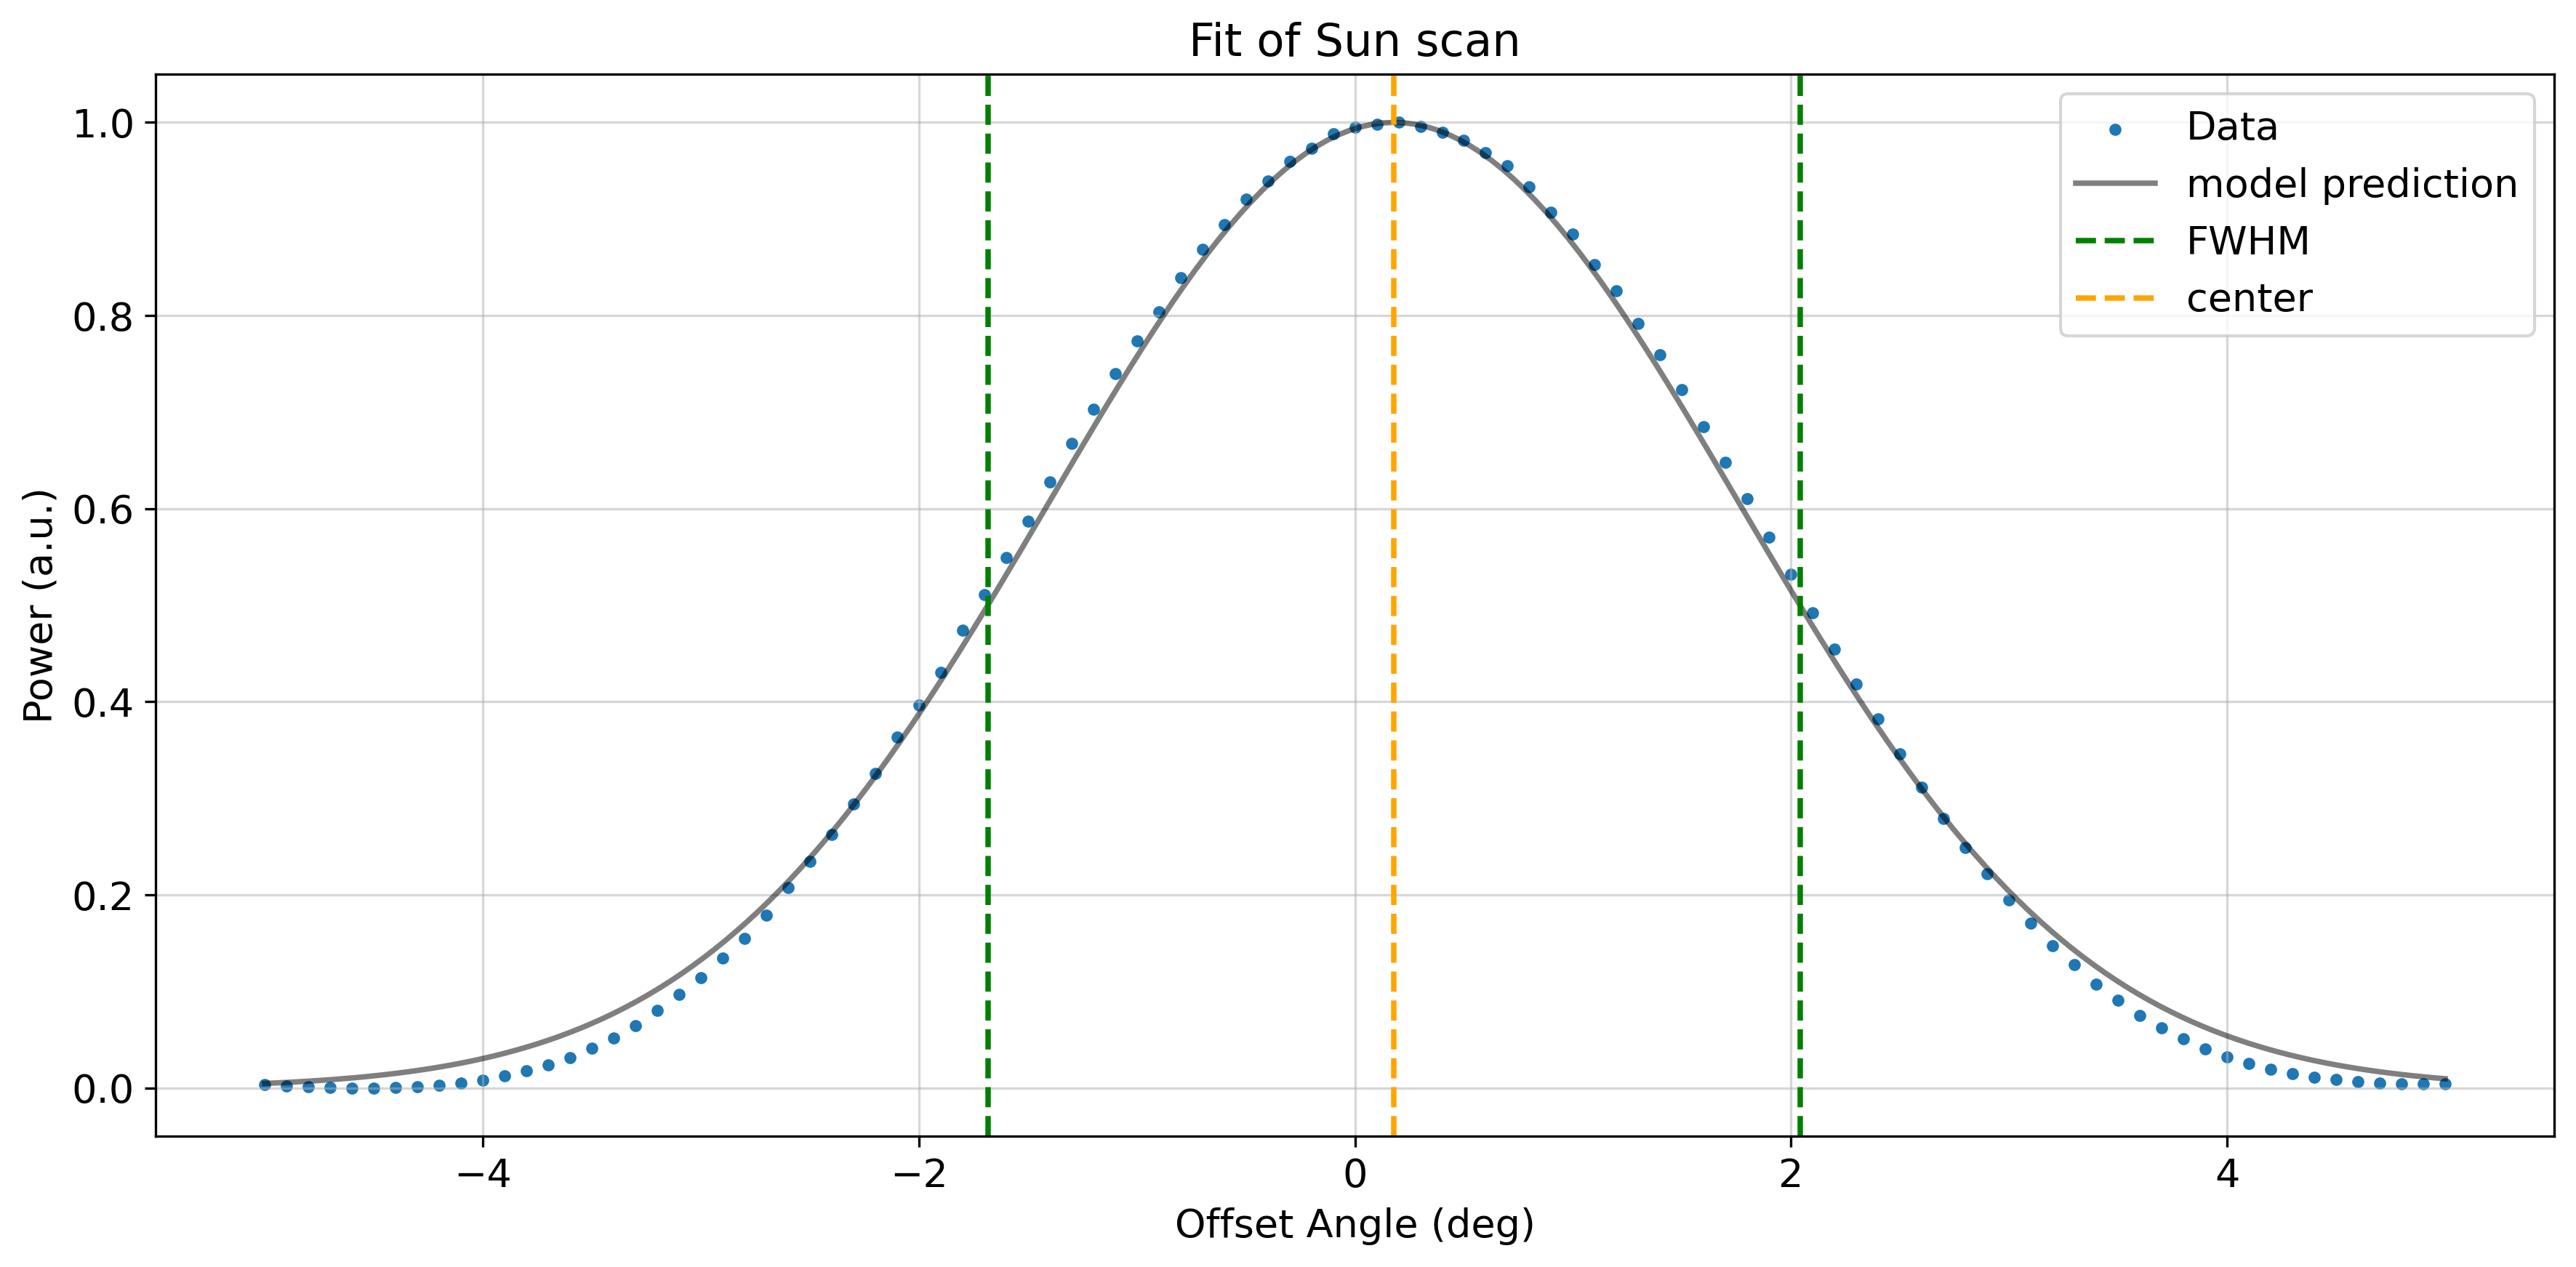 Fit of Sun scan
1.0
0.8
0.6
0.4
0.2
0.0
Power (a.u.)
Data
model prediction
FWHM
center
−4
−2
0
2
4
Offset Angle (deg)